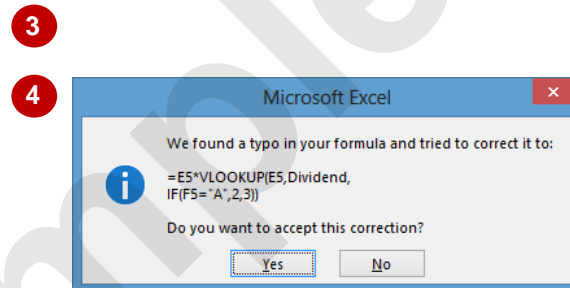 3
4
Microsoft Excel
×
We found a typo in your formula and tried to correct it to:
=E5*VLOOKUP(E5,Dividend,
IF(F5="A",2,3))
Do you want to accept this correction?
Yes
No